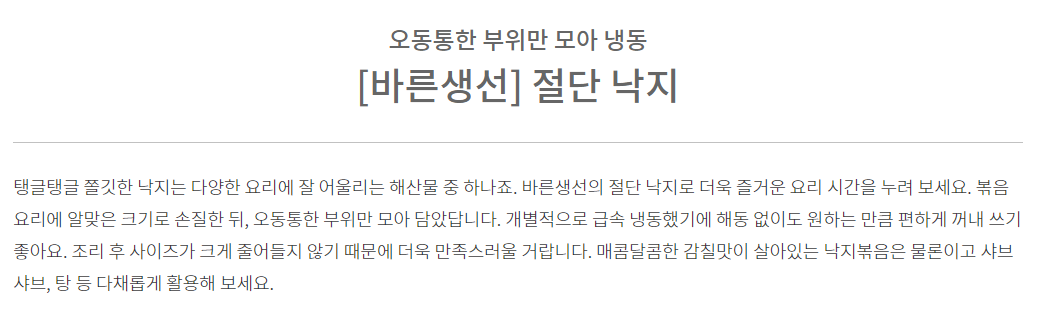 오동통한 부위만 모아 냉동
[바른생선] 절단 낙지
탱글탱글 쫄깃한 낙지는 다양한 요리에 잘 어울리는 해산물 중 하나죠. 바른생선의 절단 낙지로 더욱 즐거운 요리 시간을 누려 보세요. 볶음
요리에 알맞은 크기로 손질한 뒤, 오동통한 부위만 모아 담았답니다. 개별적으로 급속 냉동했기에 해동 없이도 원하는 만큼 편하게 꺼내 쓰기
좋아요. 조리 후 사이즈가 크게 줄어들지 않기 때문에 더욱 만족스러울 거랍니다. 매콤달콤한 감칠맛이 살아있는 낙지볶음은 물론이고 샤브
샤브, 탕 등 다채롭게 활용해 보세요.